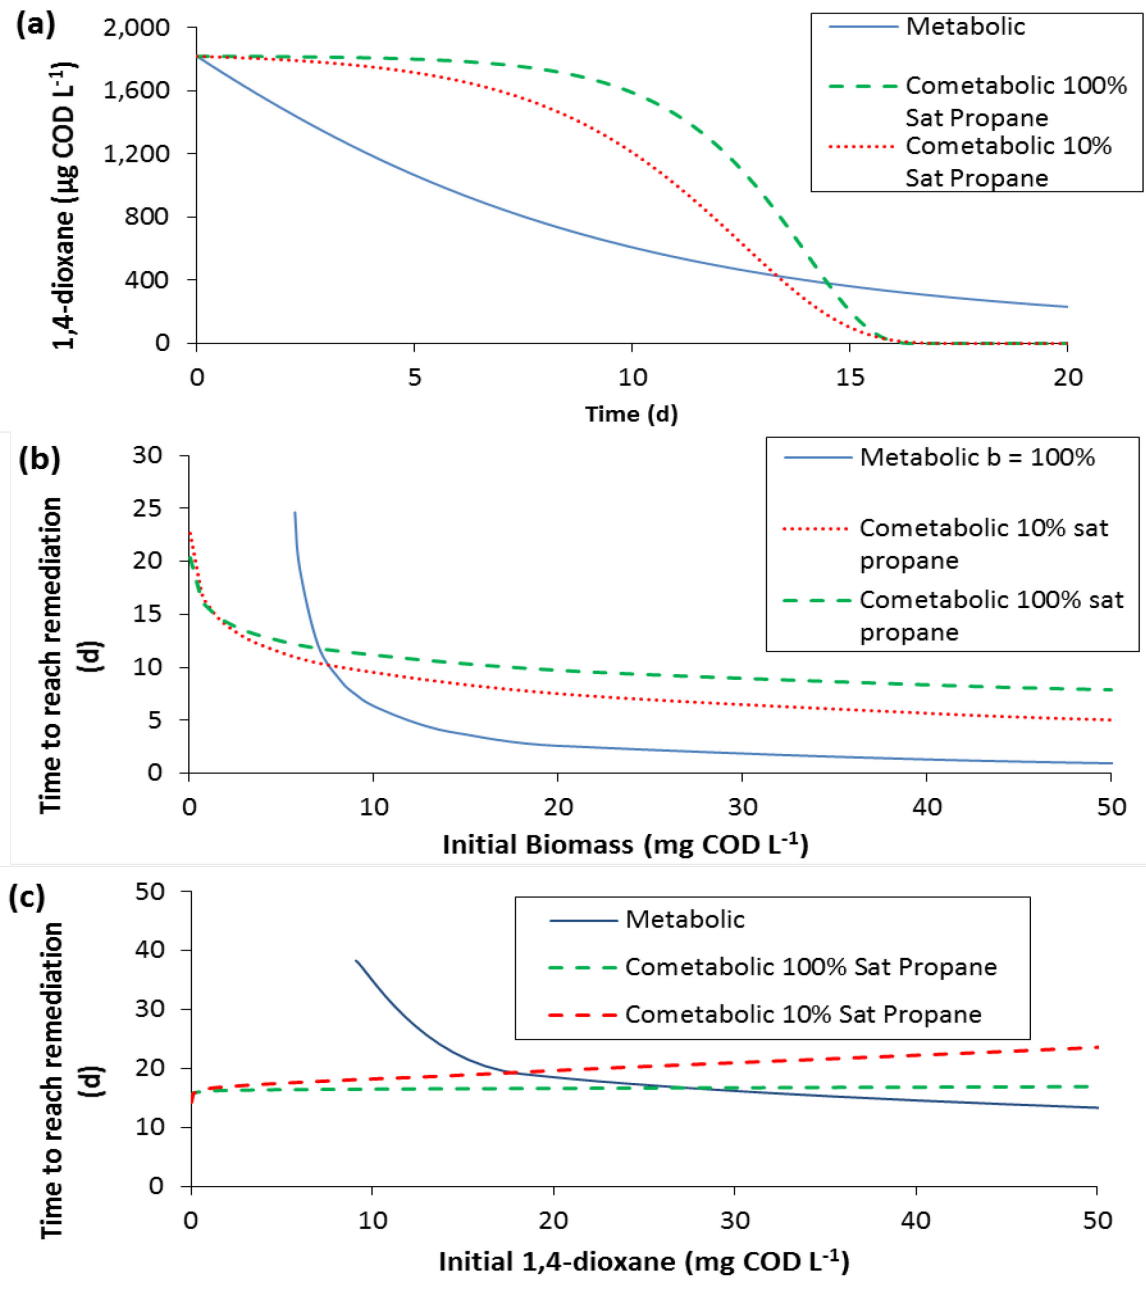 (a)
2,000
1,600
1,200
800
400
0
1,4-dioxane (µg COD L-1)
0 5 10 15 20
Time (d)
Metabolic
Cometabolic 100%
Sat Propane
Cometabolic 10%
Sat Propane
(b)
30
25
20
15
10
5
0
Time to reach remediation
(d)
0 10 20 30 40 50
Initial Biomass (mg COD L-1)
Metabolic b = 100%
Cometabolic 10% sat
propane
Cometabolic 100% sat
propane
(c)
50
40
30
20
10
0
Time to reach remediation
(d)
0 10 20 30 40 50
Initial 1,4-dioxane (mg COD L-1)
Metabolic
Cometabolic 100% Sat Propane
Cometabolic 10% Sat Propane